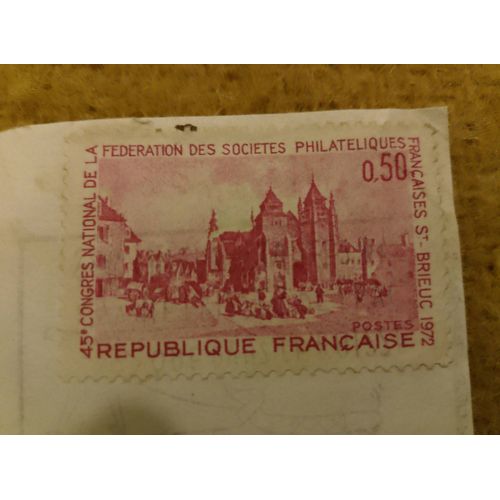 45e CONGRES NATIONAL DE LA FEDERATION DES SOCIETES PHILATELIQUES FRANÇAISES ST BRIEUC 1972
0,50
POSTES
REPUBLIQUE FRANÇAISE